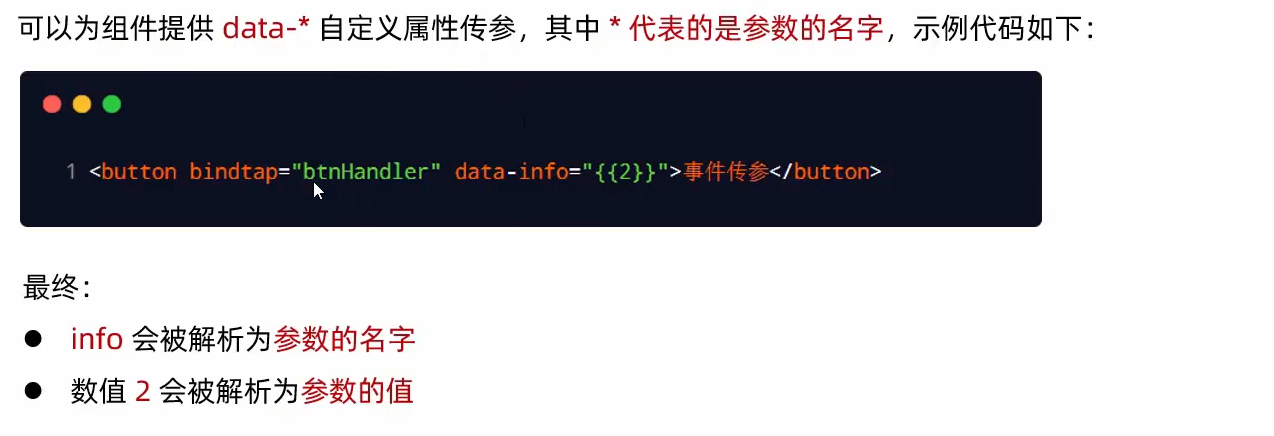 可以为组件提供 data-* 自定义属性传参，其中 * 代表的是参数的名字，示例代码如下：
1 <button bindtap="btnHandler" data-info="{{2}}">事件传参</button>
最终：
● info 会被解析为参数的名字
● 数值 2 会被解析为参数的值